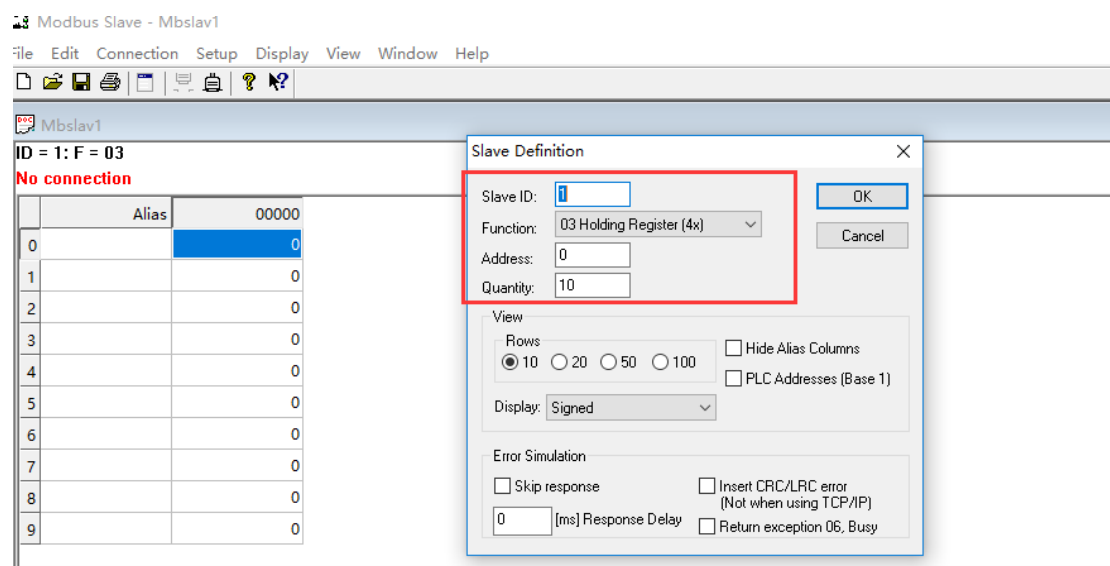 Modbus Slave - Mbslav1
File Edit Connection Setup Display View Window Help
Mbslav1
ID = 1: F = 03
No connection
Alias 00000
0 0
1 0
2 0
3 0
4 0
5 0
6 0
7 0
8 0
9 0
Slave Definition
Slave ID: 1
OK
Function: 03 Holding Register (4x)
Cancel
Address: 0
Quantity: 10
View
Rows
10 20 50 100
Hide Alias Columns
PLC Addresses (Base 1)
Display: Signed
Error Simulation
Skip response
Insert CRC/LRC error
(Not when using TCP/IP)
0 [ms] Response Delay
Return exception 06, Busy